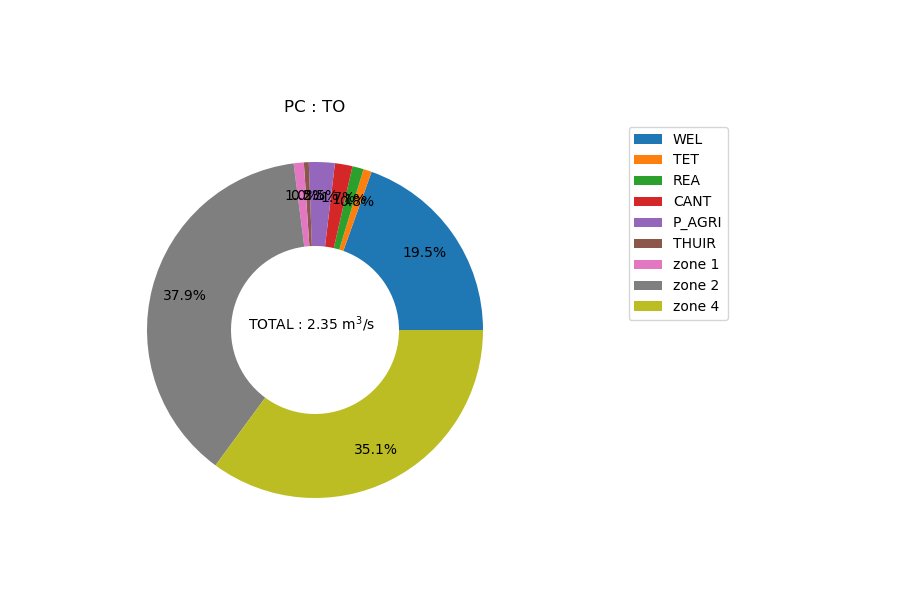 PC : TO
WEL
TET
REA
CANT
P_AGRI
THUIR
zone 1
zone 2
zone 4
19.5%
37.9%
TOTAL : 2.35 m³/s
35.1%